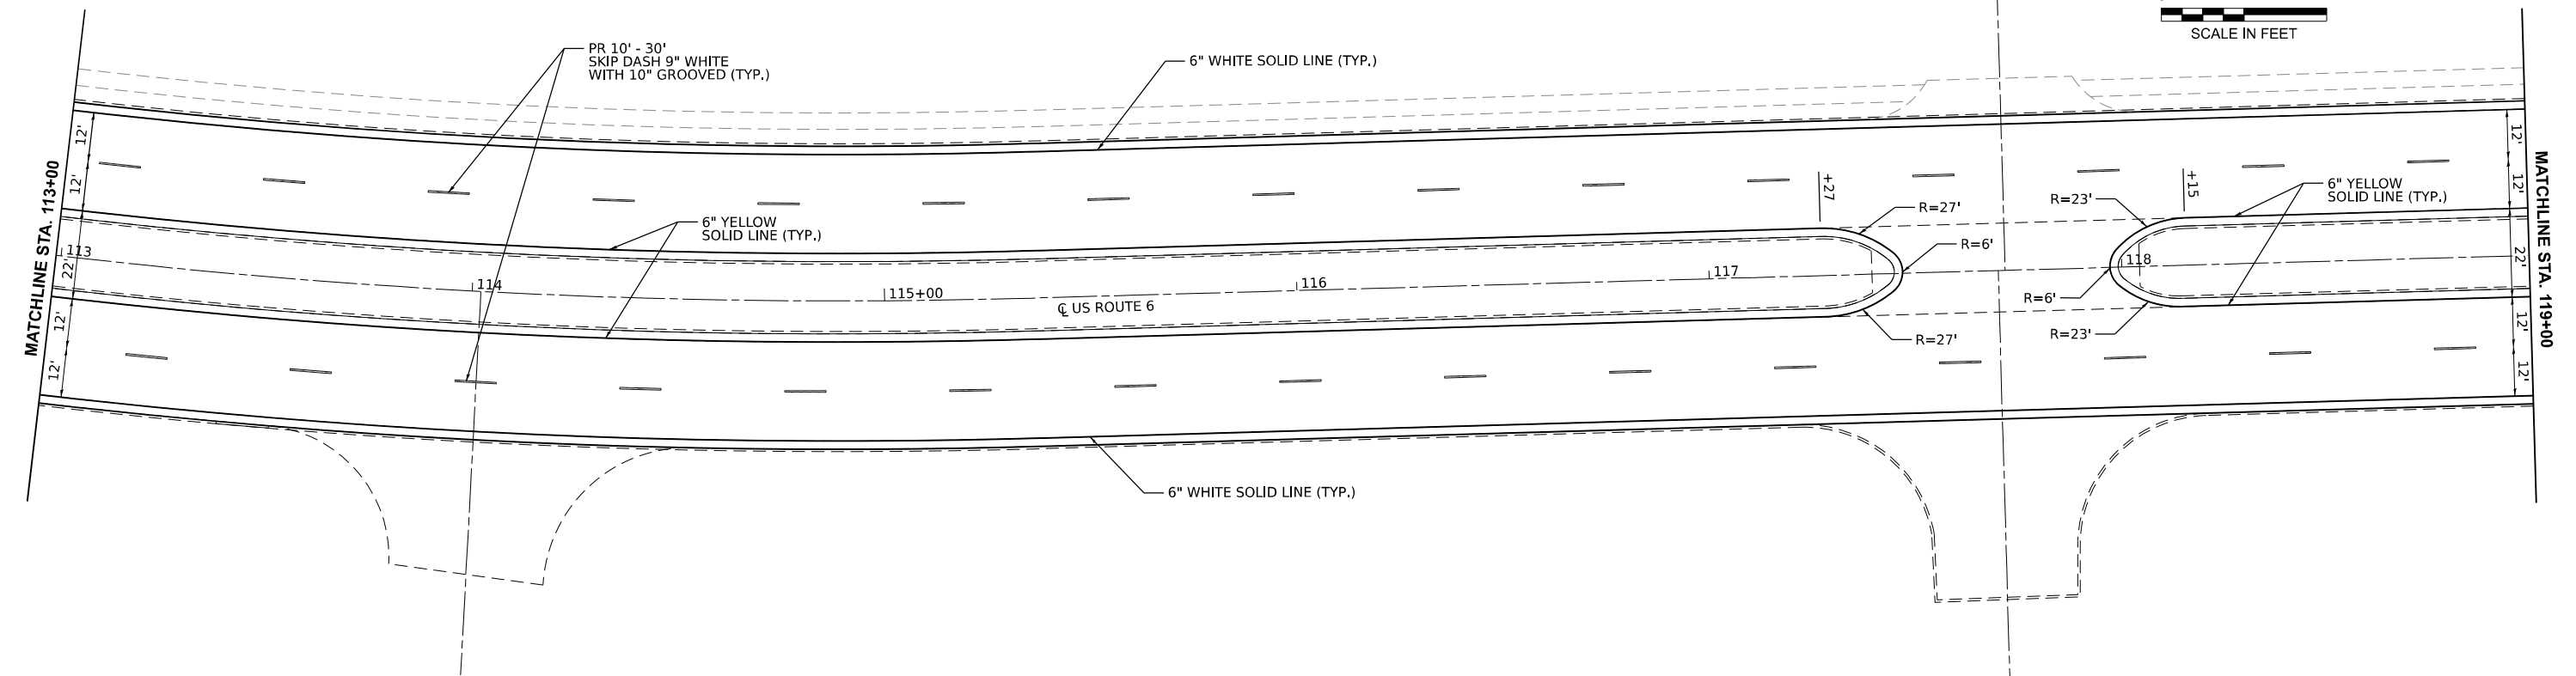 SCALE IN FEET
PR 10' - 30'
SKIP DASH 9" WHITE
WITH 10" GROOVED (TYP.)
6" WHITE SOLID LINE (TYP.)
MATCHLINE STA. 113+00
12'
12'
22'
12'
12'
113
114
115+00
116
117
118
℄ US ROUTE 6
6" YELLOW
SOLID LINE (TYP.)
+27
R=27'
R=6'
R=27'
R=23'
R=6'
R=23'
+15
6" YELLOW
SOLID LINE (TYP.)
12'
12'
22'
12'
12'
MATCHLINE STA. 119+00
6" WHITE SOLID LINE (TYP.)